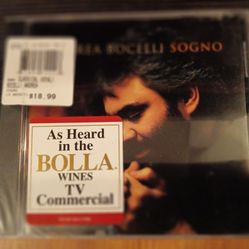 REA BOCELLI SOGNO
$18.99
As Heard
in the
BOLLA.
WINES
TV
Commercial